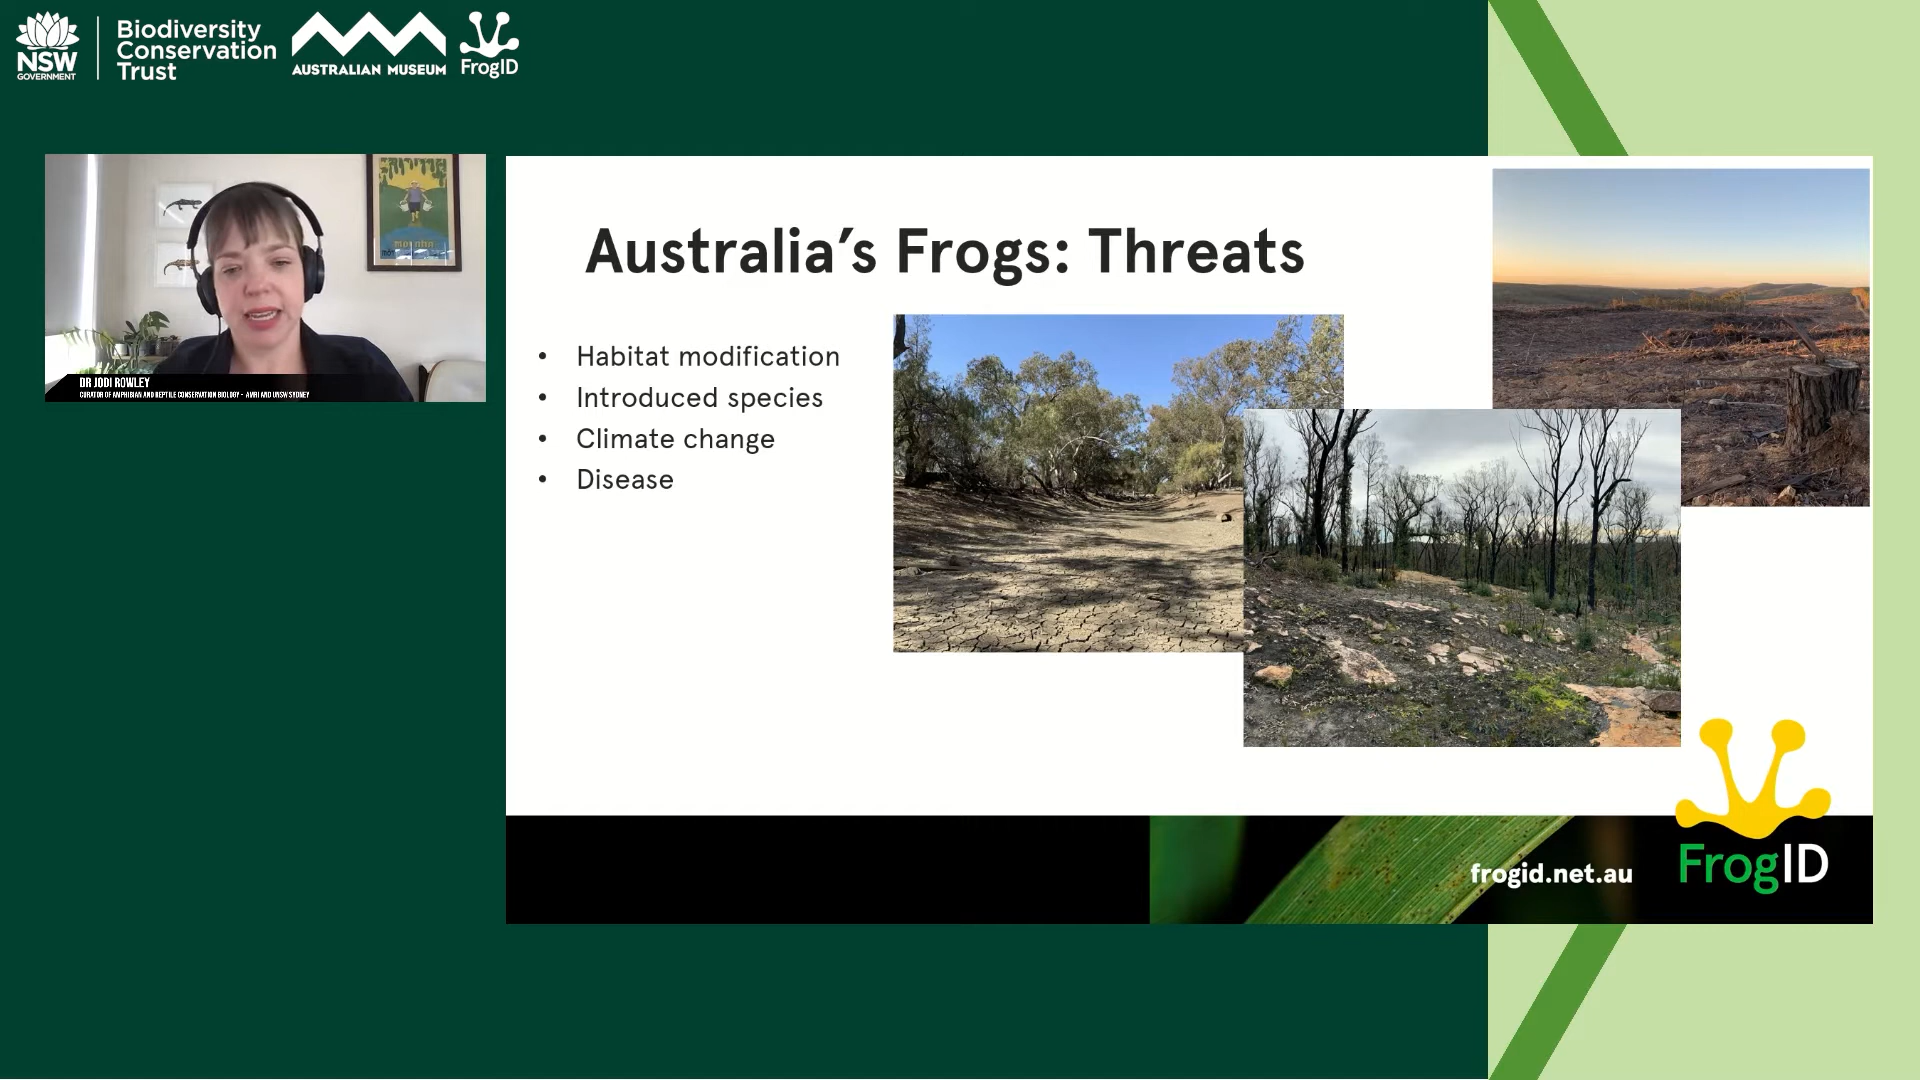 NSW
GOVERNMENT
Biodiversity
Conservation
Trust
AUSTRALIAN MUSEUM
FrogID
DR JODI ROWLEY
CURATOR OF AMPHIBIAN AND REPTILE CONSERVATION BIOLOGY - AMRI AND UNSW SYDNEY
Australia’s Frogs: Threats
• Habitat modification
• Introduced species
• Climate change
• Disease
frogid.net.au
FrogID